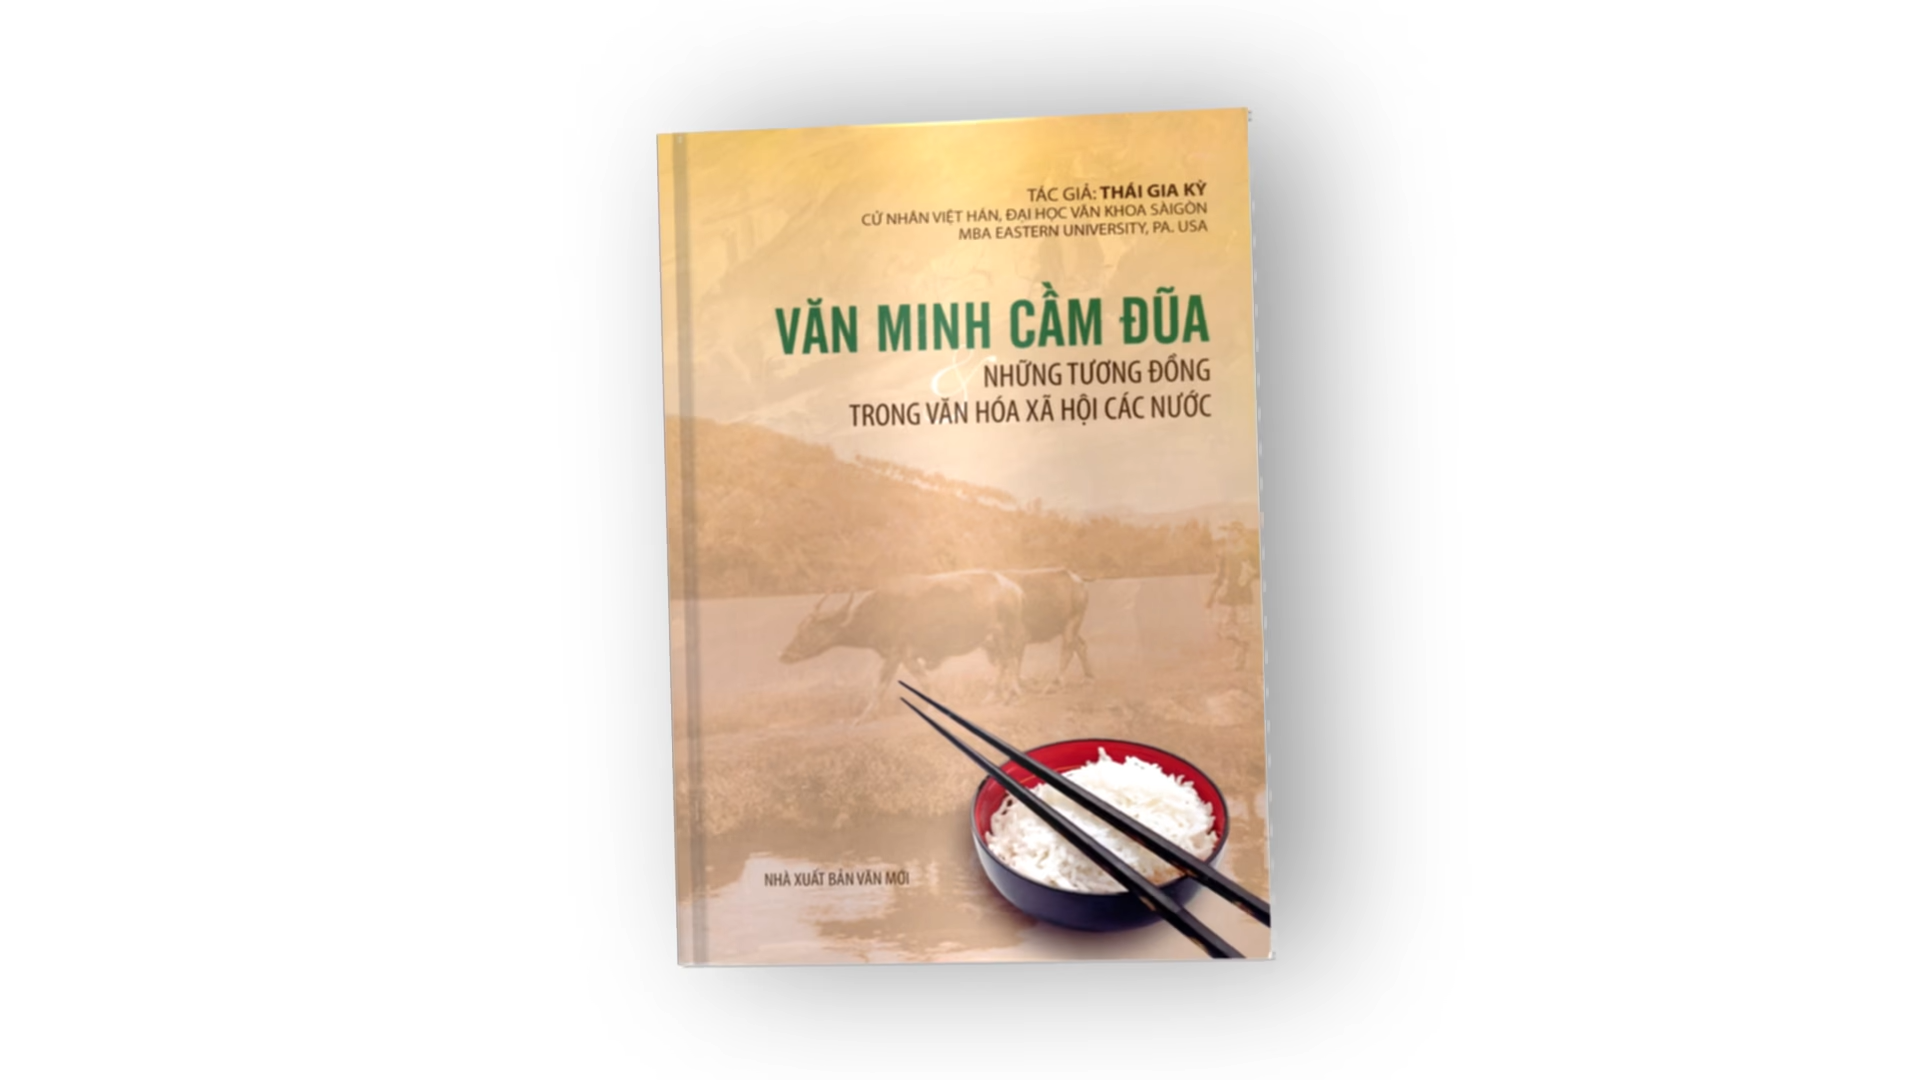 TÁC GIẢ: THÁI GIA KỲ
CỬ NHÂN VIỆT HÁN, ĐẠI HỌC VĂN KHOA SÀIGÒN
MBA EASTERN UNIVERSITY, PA. USA
VĂN MINH CẦM ĐŨA
& NHỮNG TƯƠNG ĐỒNG
TRONG VĂN HÓA XÃ HỘI CÁC NƯỚC
NHÀ XUẤT BẢN VĂN MỚI